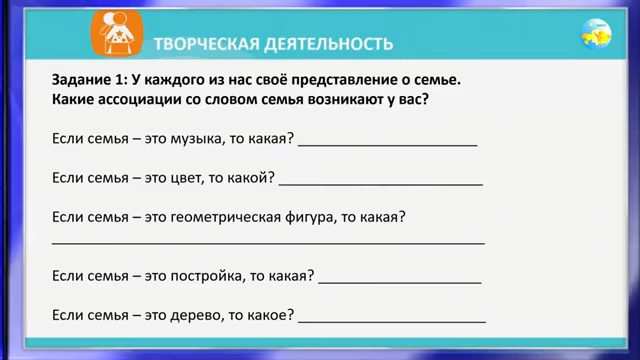 ТВОРЧЕСКАЯ ДЕЯТЕЛЬНОСТЬ
Задание 1: У каждого из нас своё представление о семье.
Какие ассоциации со словом семья возникают у вас?
Если семья – это музыка, то какая? ______________________
Если семья – это цвет, то какой? _________________________
Если семья – это геометрическая фигура, то какая?
_____________________________________________________
Если семья – это постройка, то какая? ____________________
Если семья – это дерево, то какое? _______________________